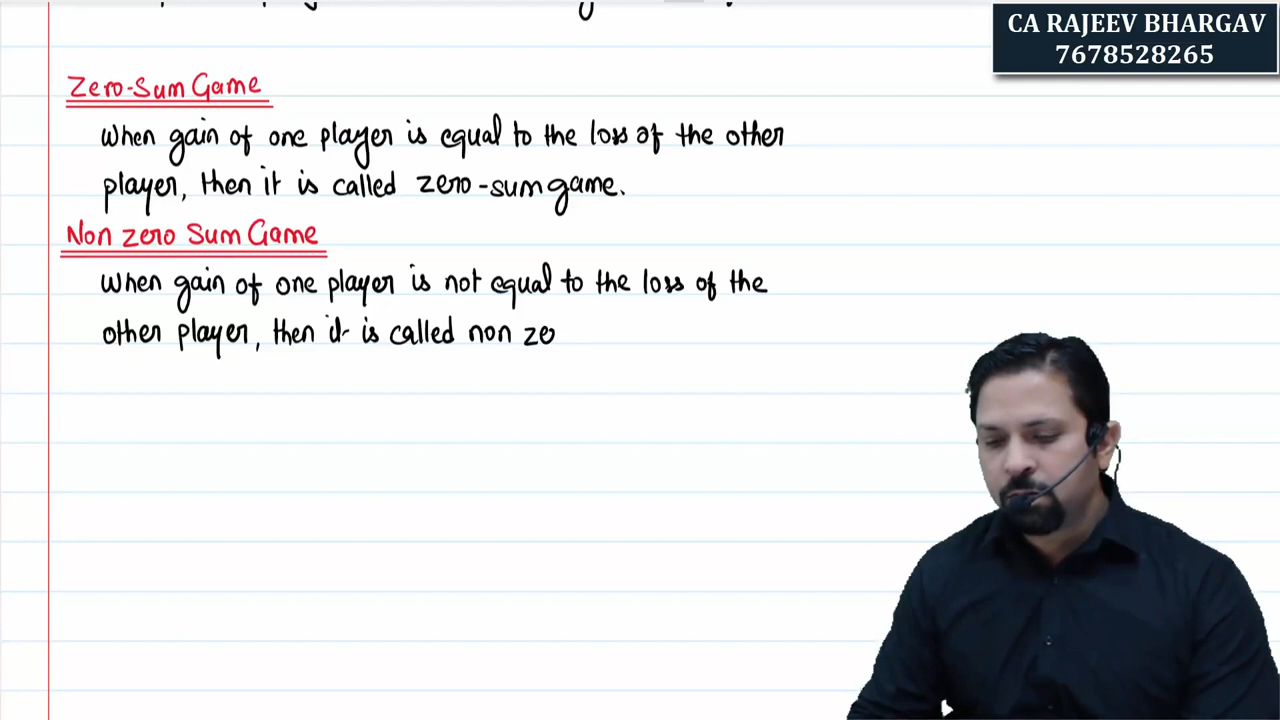 CA RAJEEV BHARGAV
7678528265
Zero-Sum Game
When gain of one player is equal to the loss of the other
player, then it is called zero-sum game.
Non zero Sum Game
When gain of one player is not equal to the loss of the
other player, then it is called non ze